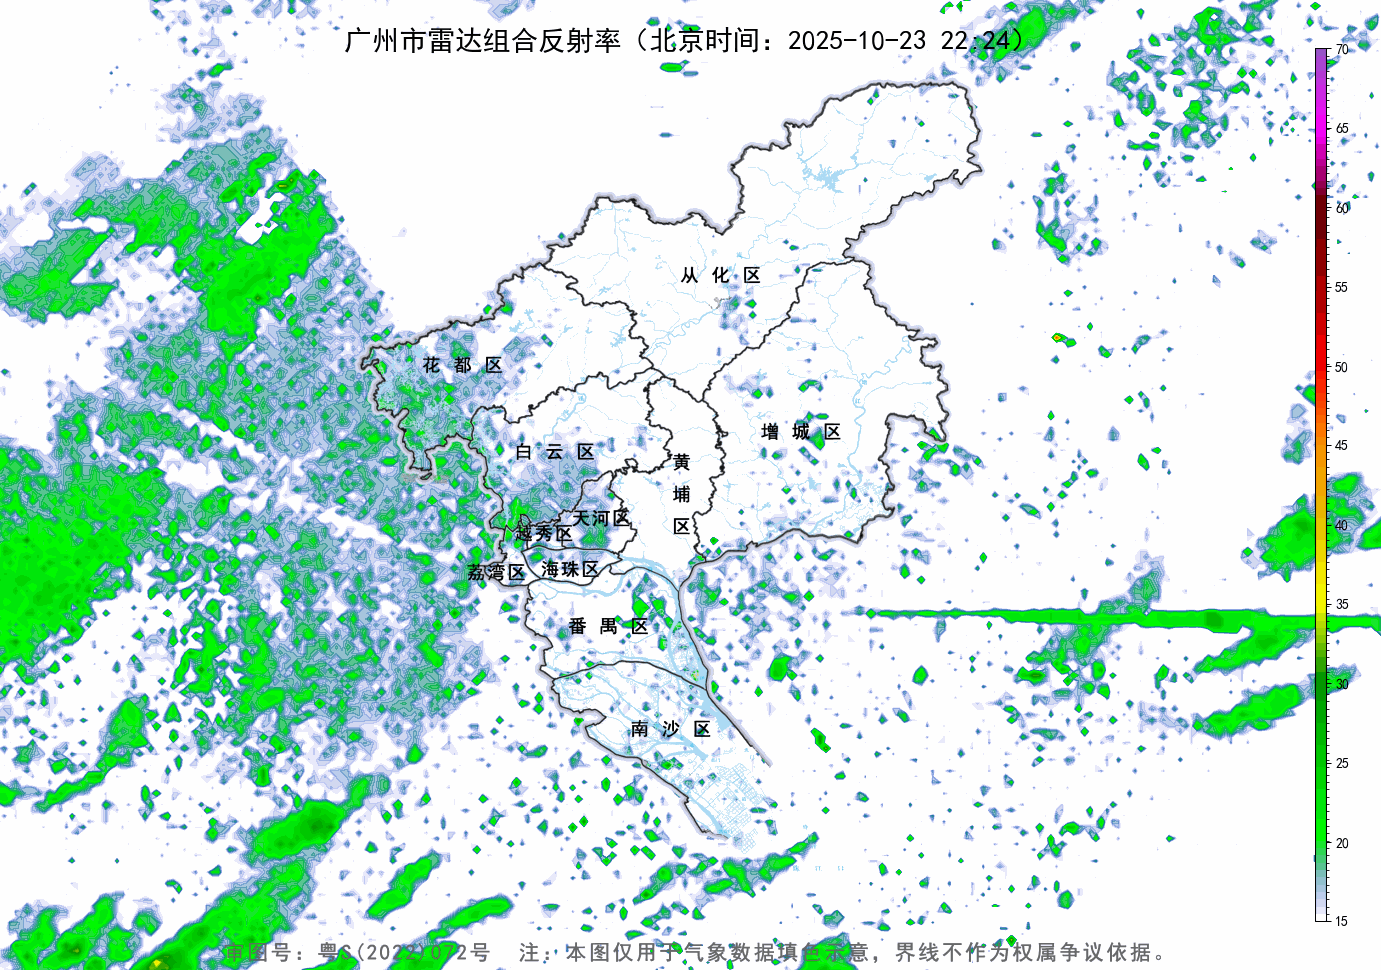 广州市雷达组合反射率（北京时间：2025-10-23 22:24）
70
65
60
55
50
45
40
35
30
25
20
15
从 化 区
花 都 区
增 城 区
白 云 区
黄
埔
区
天河区
越秀区
海珠区
荔湾区
番 禺 区
南 沙 区
审图号：粤S(2022)072号 注：本图仅用于气象数据填色示意，界线不作为权属争议依据。